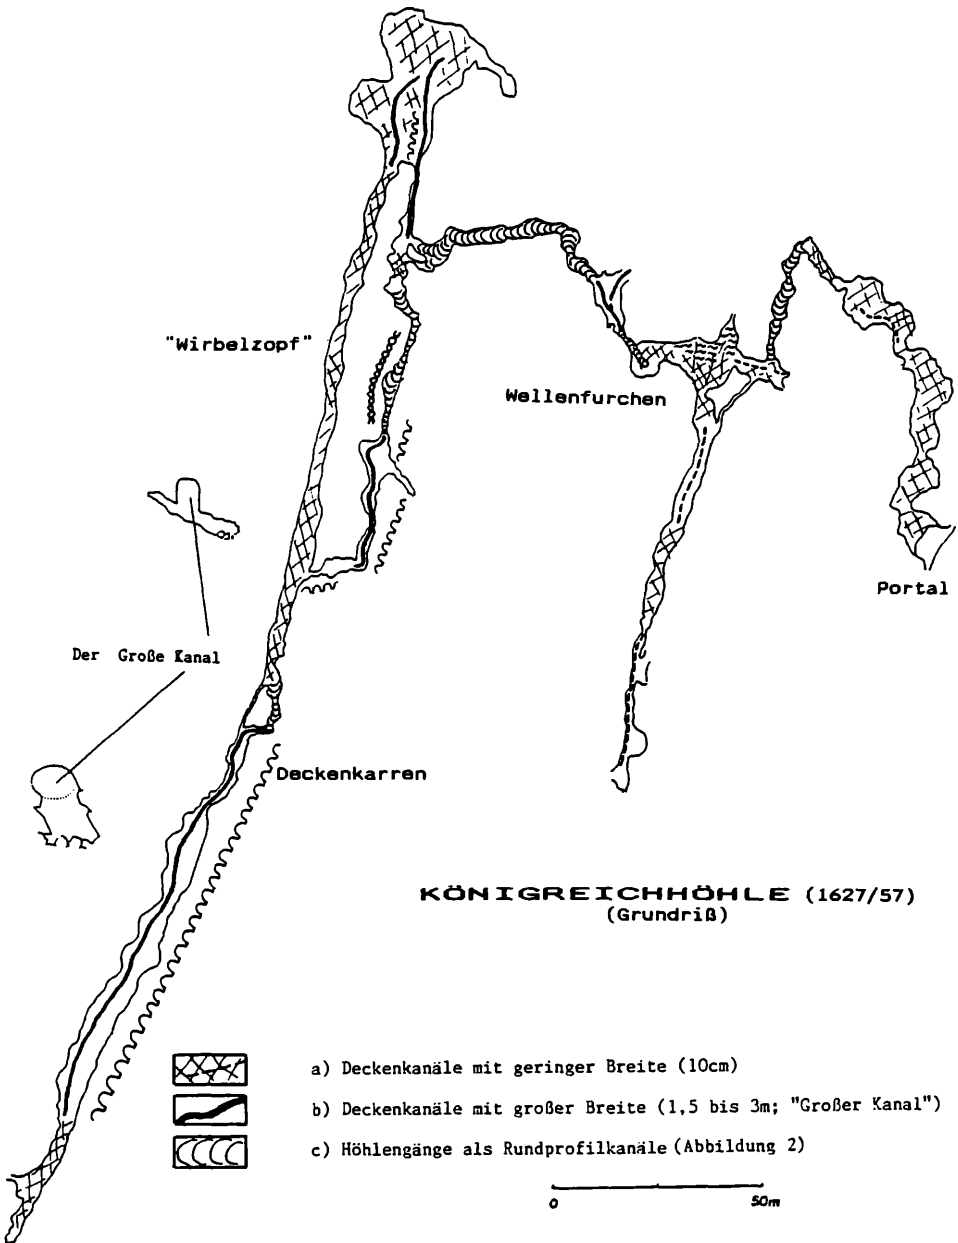 "Wirbelzopf"
Wellenfurchen
Portal
Der Große Kanal
Deckenkarren
KÖNIGREICHHÖHLE (1627/57)
(Grundriß)
a) Deckenkanäle mit geringer Breite (10cm)
b) Deckenkanäle mit großer Breite (1,5 bis 3m; "Großer Kanal")
c) Höhlengänge als Rundprofilkanäle (Abbildung 2)
0 50m